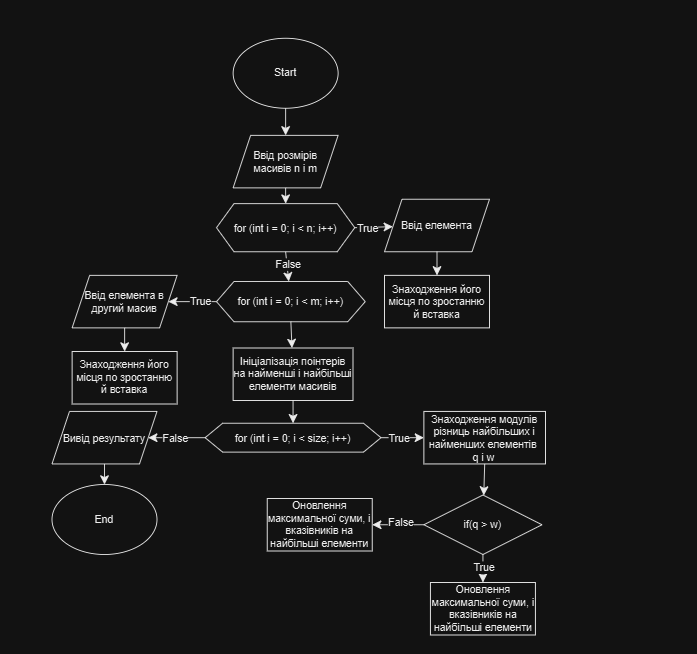 Start
Ввід розмірів
масивів n і m
for (int i = 0; i < n; i++)
True
Ввід елемента
False
Знаходження його
місця по зростанню
й вставка
Ввід елемента в
другий масив
True
for (int i = 0; i < m; i++)
Знаходження його
місця по зростанню
й вставка
Ініціалізація поінтерів
на найменші і найбільші
елементи масивів
Вивід результату
False
for (int i = 0; i < size; i++)
True
Знаходження модулів
різниць найбільших і
найменших елементів
q і w
End
Оновлення
максимальної суми, і
вказівників на
найбільші елементи
False
if(q > w)
True
Оновлення
максимальної суми, і
вказівників на
найбільші елементи